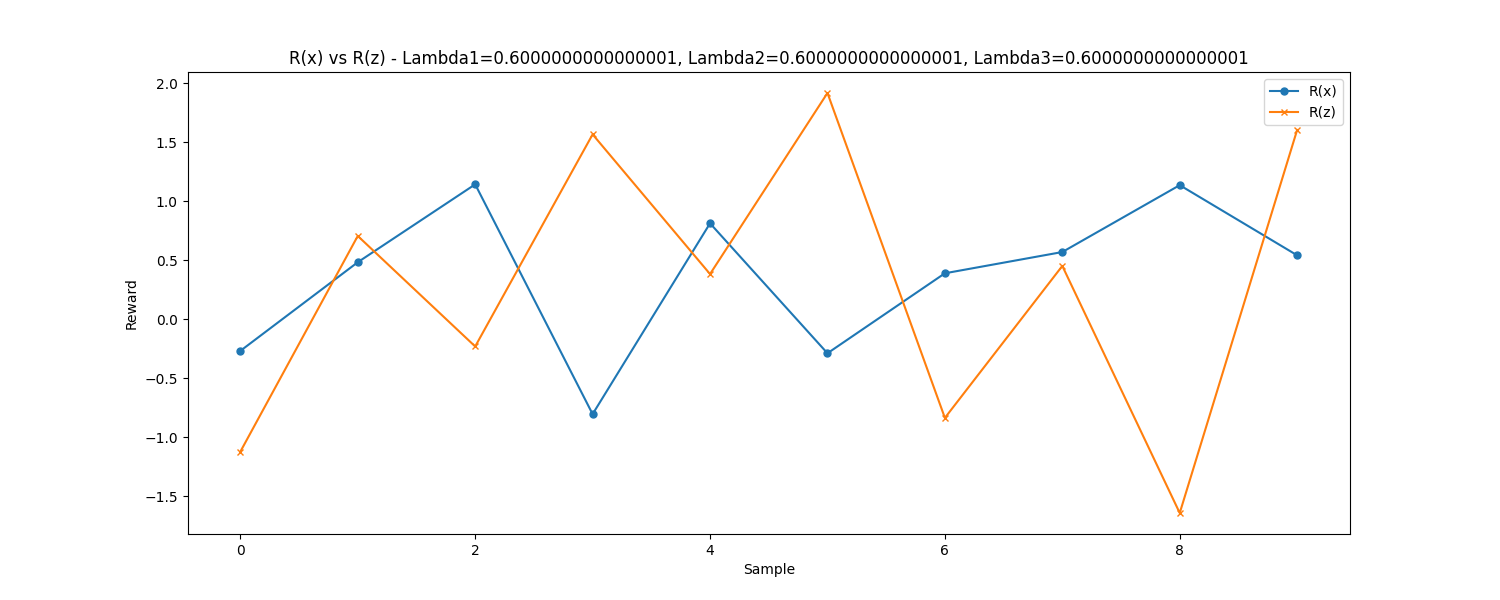 R(x) vs R(z) - Lambda1=0.6000000000000001, Lambda2=0.6000000000000001, Lambda3=0.6000000000000001
R(x)
R(z)
Reward
2.0
1.5
1.0
0.5
0.0
−0.5
−1.0
−1.5
0 2 4 6 8
Sample